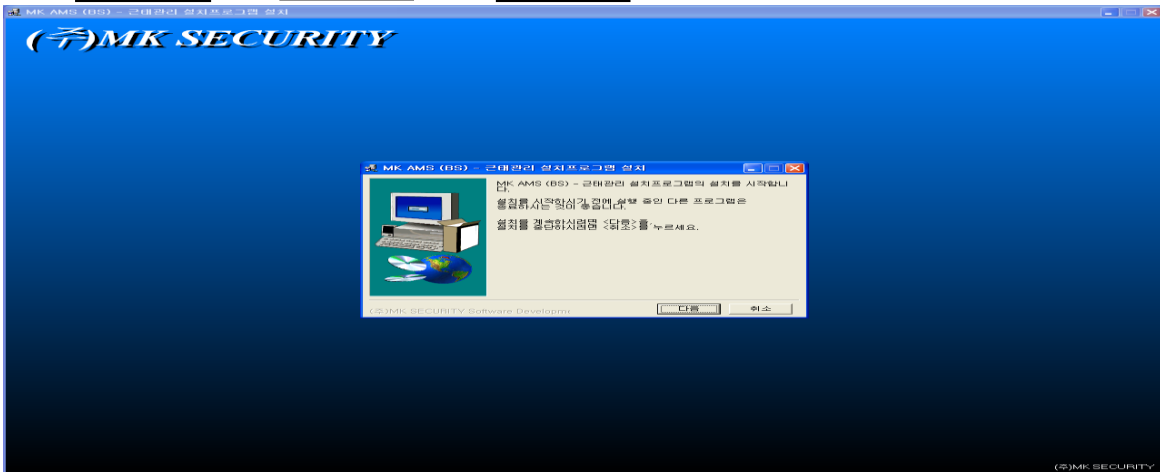 MK AMS (BS) - 근태관리 설치프로그램 설치
(주)MK SECURITY
MK AMS (BS) - 근태관리 설치프로그램 설치
MK AMS (BS) - 근태관리 설치프로그램의 설치를 시작합니
다.
설치를 시작하시기 전에 실행 중인 다른 프로그램은
종료하시는 것이 좋습니다.
설치를 계속하시려면 <다음>을,
설치를 중단하시려면 <취소>를 누르세요.
(주)MK SECURITY Software Developme
다음
취소
(주)MK SECURITY